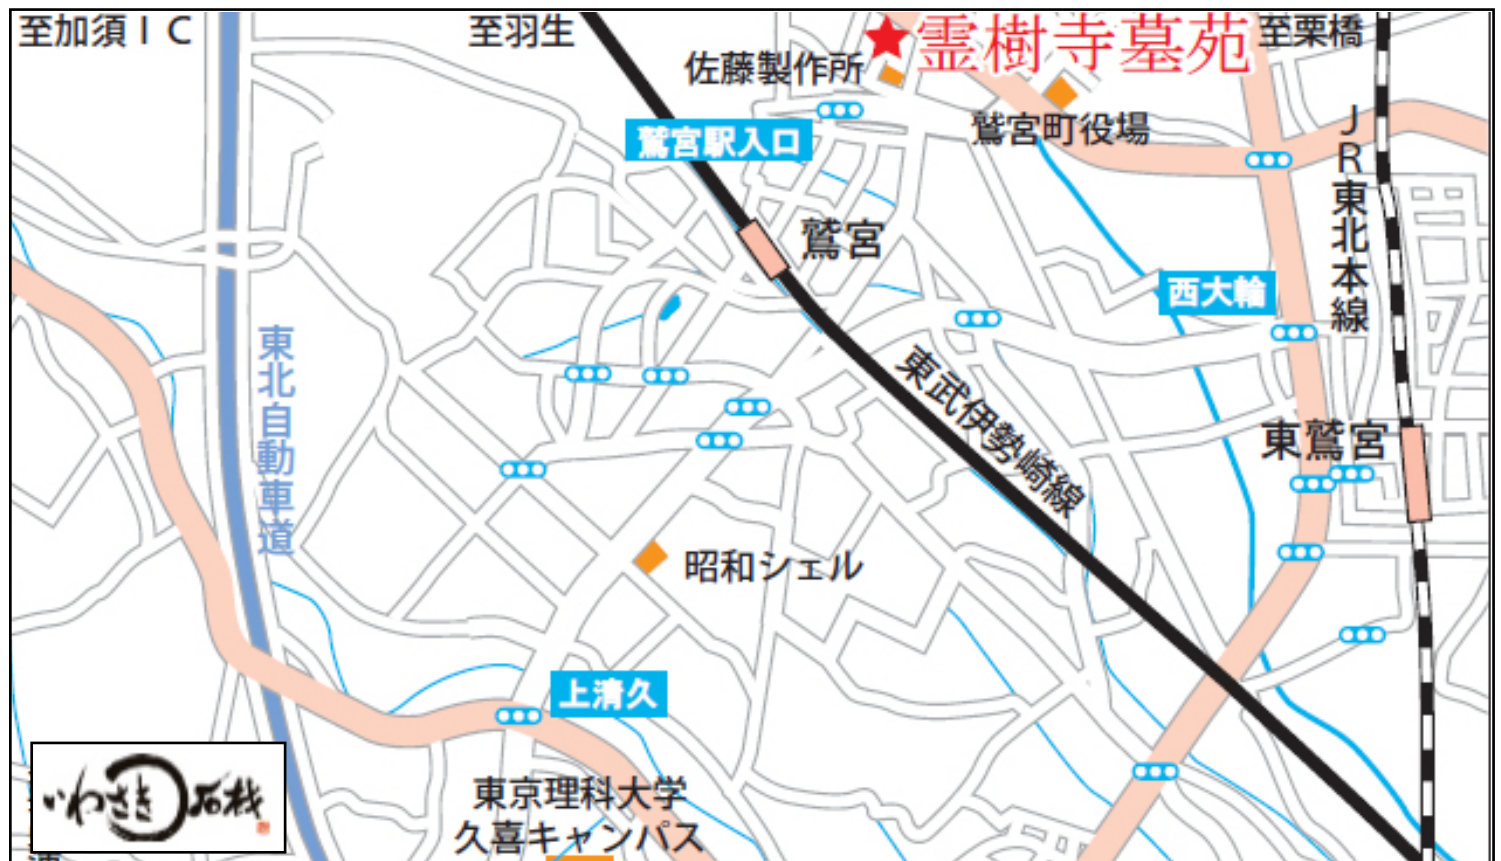 至加須IC
至羽生
霊樹寺墓苑
至栗橋
佐藤製作所
鷲宮町役場
鷲宮駅入口
JR東北本線
鷲宮
西大輪
東北自動車道
東武伊勢崎線
東鷲宮
昭和シェル
上清久
いわさき石材
東京理科大学
久喜キャンパス